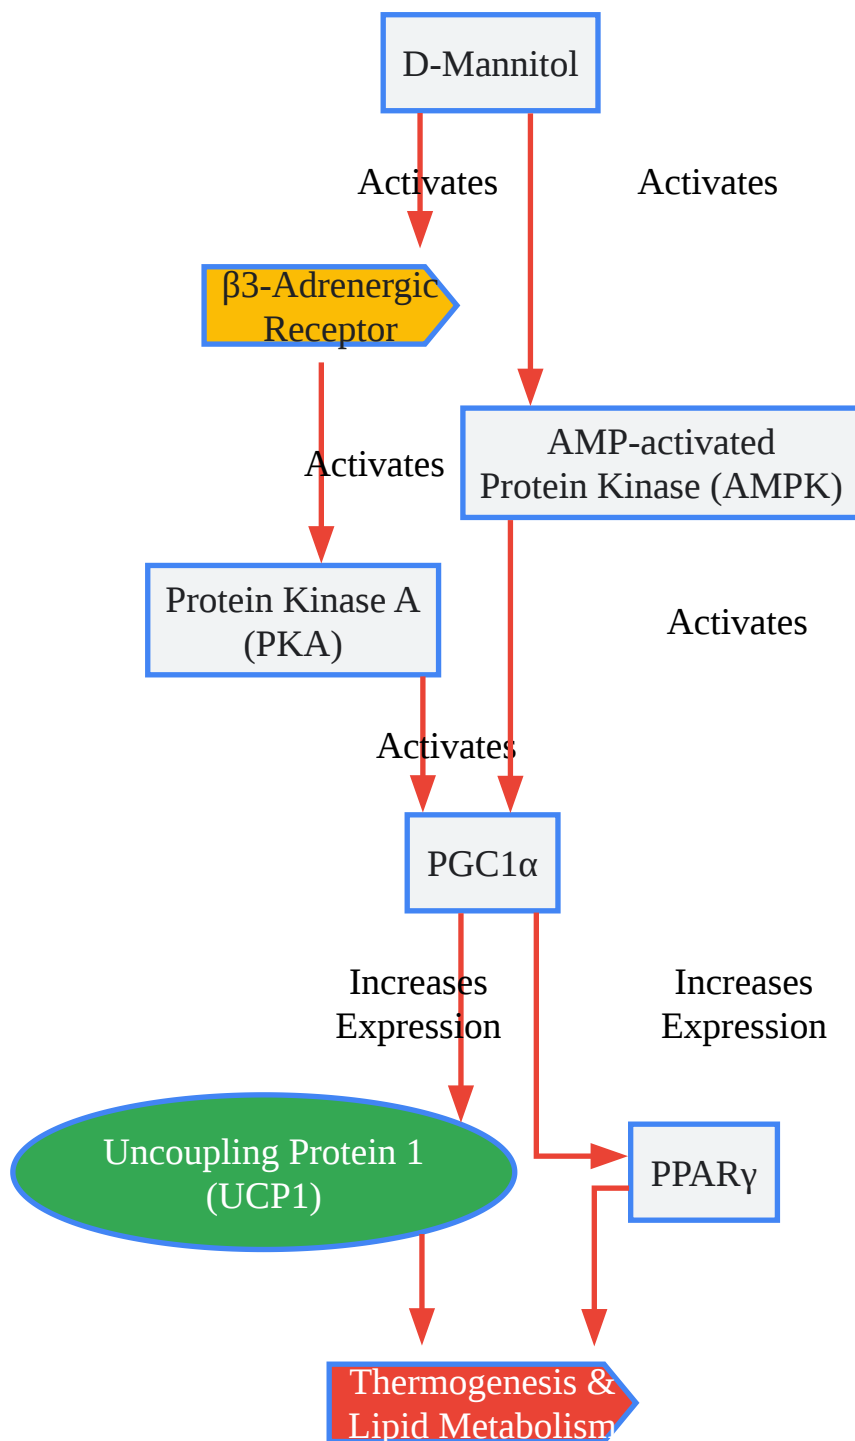 D-Mannitol
Activates
Activates
β3-Adrenergic
Receptor
Activates
AMP-activated
Protein Kinase (AMPK)
Protein Kinase A
(PKA)
Activates
Activates
PGC1α
Increases
Expression
Increases
Expression
Uncoupling Protein 1
(UCP1)
PPARγ
Thermogenesis &
Lipid Metabolism